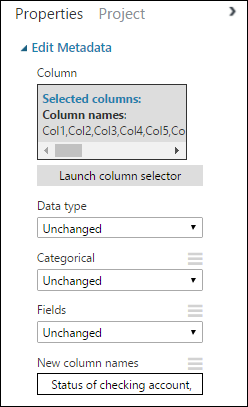 Properties Project
Edit Metadata
Column
Selected columns:
Column names:
Col1,Col2,Col3,Col4,Col5,Co
Launch column selector
Data type
Unchanged
Categorical
Unchanged
Fields
Unchanged
New column names
Status of checking account,